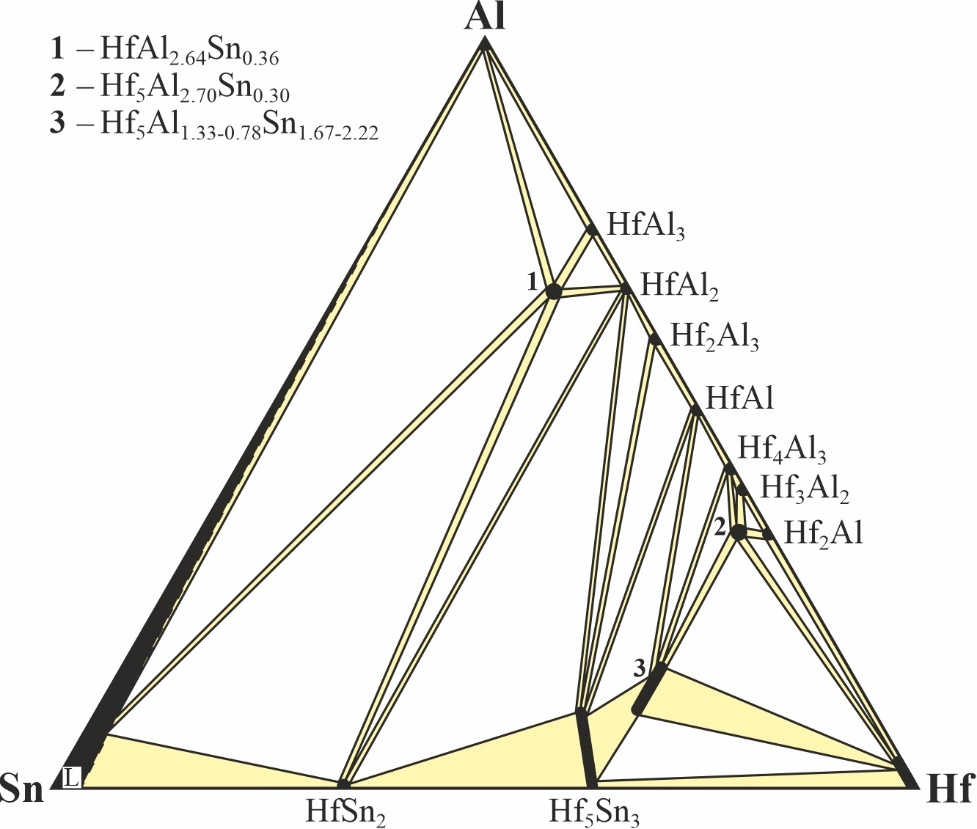 Al
1 – HfAl₂.₆₄Sn₀.₃₆
2 – Hf₅Al₂.₇₀Sn₀.₃₀
3 – Hf₅Al₁.₃₃₋₀.₇₈Sn₁.₆₇₋₂.₂₂
HfAl₃
1
HfAl₂
Hf₂Al₃
HfAl
Hf₄Al₃
Hf₃Al₂
2
Hf₂Al
3
Sn
L
Hf
HfSn₂
Hf₅Sn₃